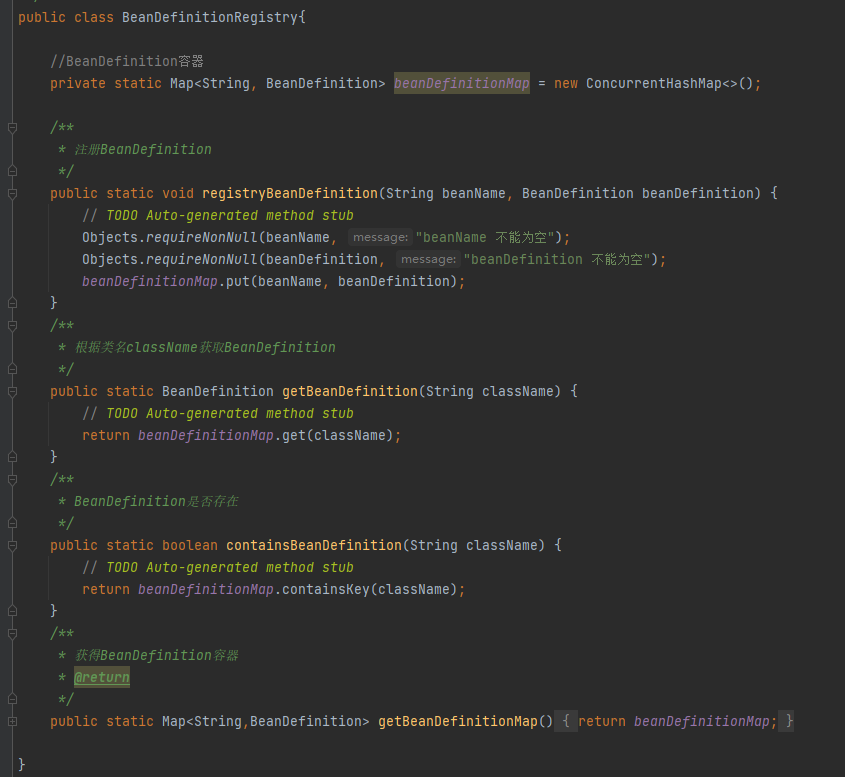 public class BeanDefinitionRegistry{
//BeanDefinition容器
private static Map<String, BeanDefinition> beanDefinitionMap = new ConcurrentHashMap<>();
/**
* 注册BeanDefinition
*/
public static void registryBeanDefinition(String beanName, BeanDefinition beanDefinition) {
// TODO Auto-generated method stub
Objects.requireNonNull(beanName, message: "beanName 不能为空");
Objects.requireNonNull(beanDefinition, message: "beanDefinition 不能为空");
beanDefinitionMap.put(beanName, beanDefinition);
}
/**
* 根据类名className获取BeanDefinition
*/
public static BeanDefinition getBeanDefinition(String className) {
// TODO Auto-generated method stub
return beanDefinitionMap.get(className);
}
/**
* BeanDefinition是否存在
*/
public static boolean containsBeanDefinition(String className) {
// TODO Auto-generated method stub
return beanDefinitionMap.containsKey(className);
}
/**
* 获得BeanDefinition容器
* @return
*/
public static Map<String,BeanDefinition> getBeanDefinitionMap() { return beanDefinitionMap; }
}